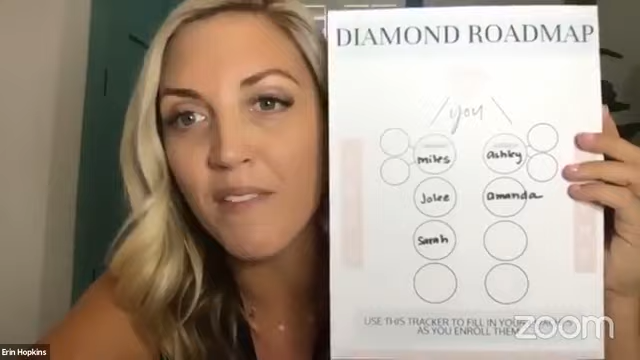 DIAMOND ROADMAP
you
miles ashley
Jolee amanda
Sarah
USE THIS TRACKER TO FILL IN YOUR
AS YOU ENROLL THEM
zoom
Erin Hopkins